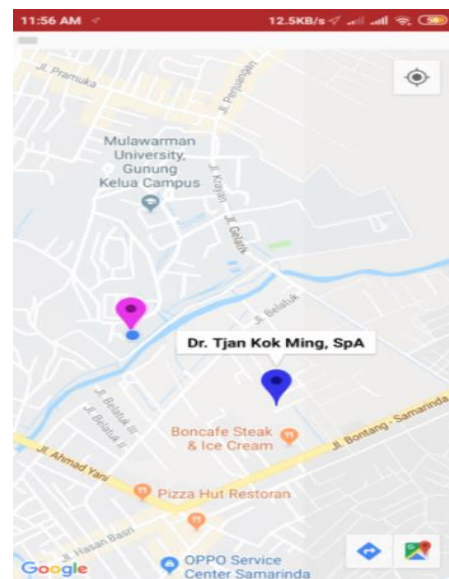 11:56 AM
12.5KB/s
Jl. Pramuka
Jl. Perjuangan
Mulawarman
University,
Gunung
Kelua Campus
Jl. Krayan
Jl. Gelatik
Jl. Belatuk
Dr. Tjan Kok Ming, SpA
Jl. Belatuk III
Jl. Belatuk II
Boncafe Steak
& Ice Cream
Jl. Bontang - Samarinda
Jl. Ahmad Yani
Pizza Hut Restoran
Jl. Hasan Basri
Google
OPPO Service
Center Samarinda